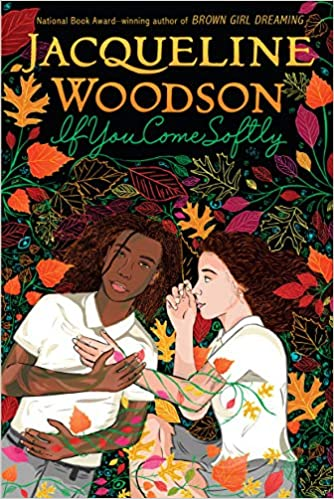 National Book Award–winning author of BROWN GIRL DREAMING
JACQUELINE
WOODSON
If You Come Softly